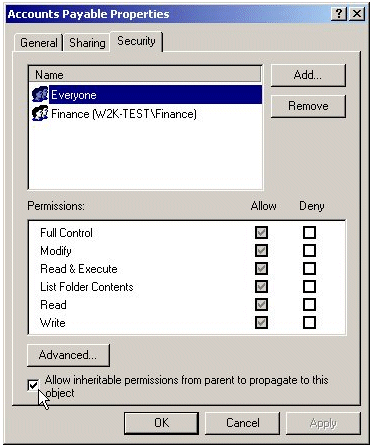 Accounts Payable Properties
General Sharing Security
Name
Add...
Everyone
Remove
Finance (W2K-TEST\Finance)
Permissions: Allow Deny
Full Control
Modify
Read & Execute
List Folder Contents
Read
Write
Advanced...
Allow inheritable permissions from parent to propagate to this
object
OK Cancel Apply